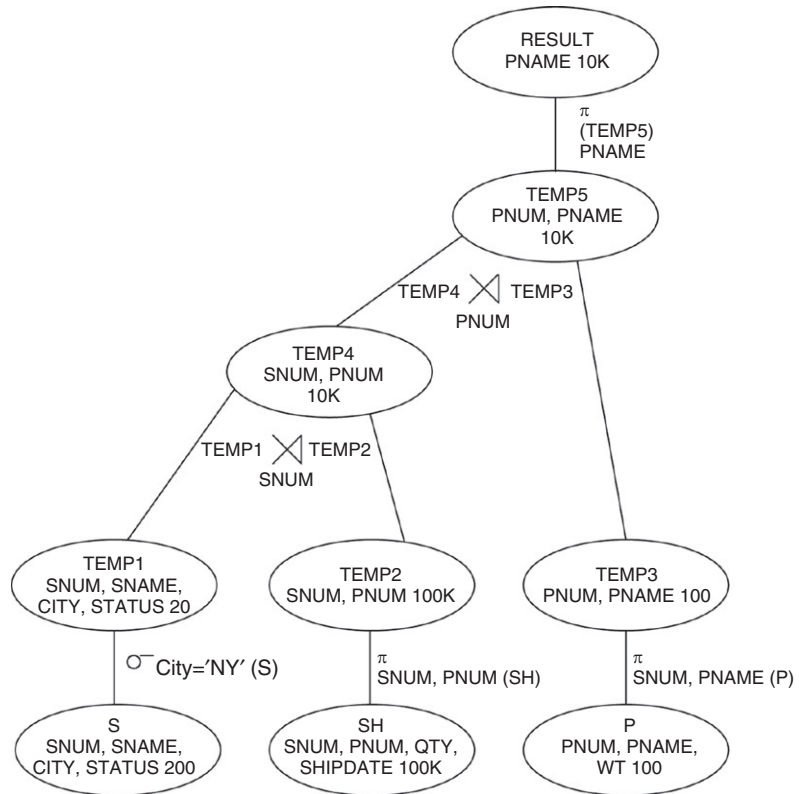 RESULT
PNAME 10K
π
(TEMP5)
PNAME
TEMP5
PNUM, PNAME
10K
TEMP4 ⋊ TEMP3
PNUM
TEMP4
SNUM, PNUM
10K
TEMP1 ⋊ TEMP2
SNUM
TEMP1
SNUM, SNAME,
CITY, STATUS 20
TEMP2
SNUM, PNUM 100K
TEMP3
PNUM, PNAME 100
σ City=′NY′ (S)
π
SNUM, PNUM (SH)
π
SNUM, PNAME (P)
S
SNUM, SNAME,
CITY, STATUS 200
SH
SNUM, PNUM, QTY,
SHIPDATE 100K
P
PNUM, PNAME,
WT 100